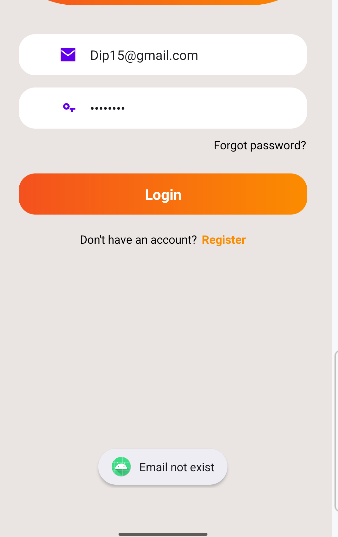 Dip15@gmail.com
••••••••
Forgot password?
Login
Don't have an account? Register
Email not exist